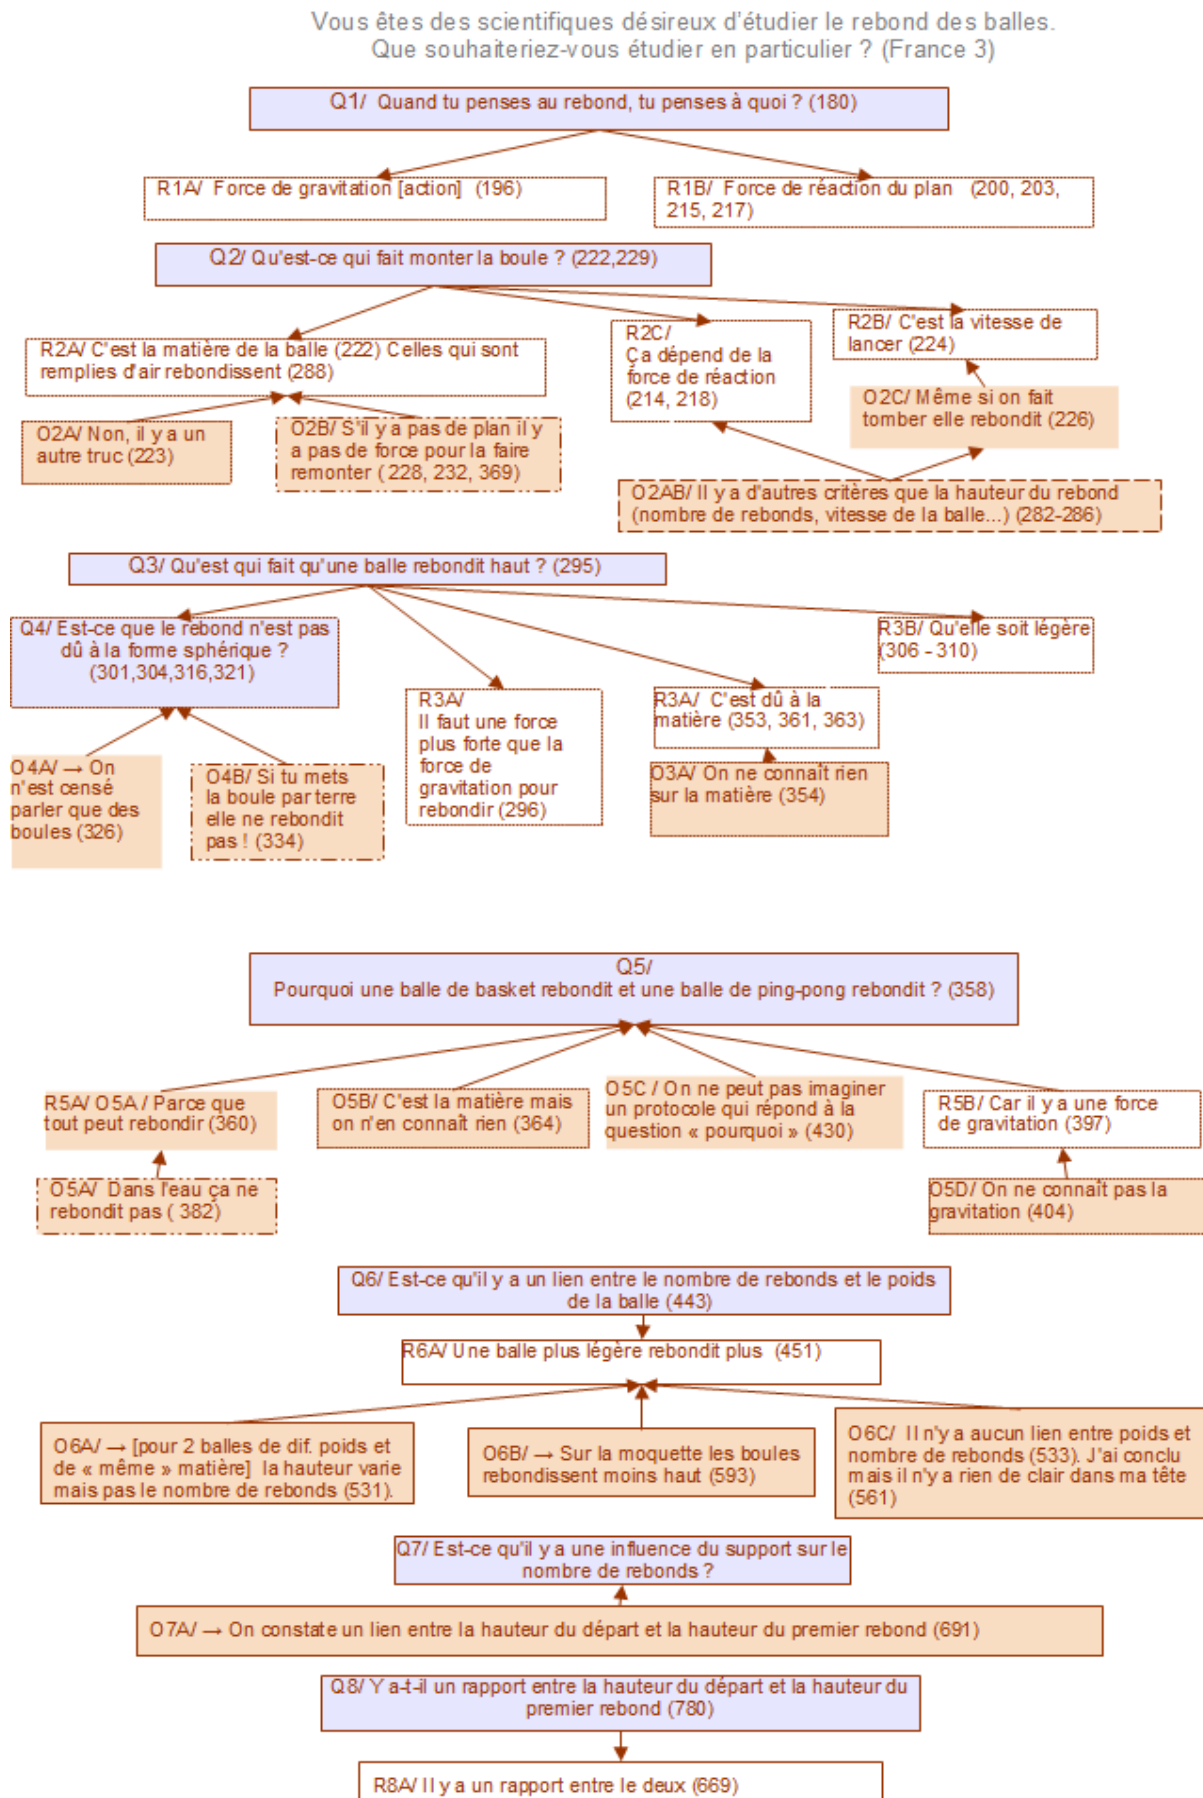 Vous êtes des scientifiques désireux d'étudier le rebond des balles.
Que souhaiteriez-vous étudier en particulier ? (France 3)
Q1/ Quand tu penses au rebond, tu penses à quoi ? (180)
R1A/ Force de gravitation [action] (196)
R1B/ Force de réaction du plan (200, 203,
215, 217)
Q2/ Qu'est-ce qui fait monter la boule ? (222,229)
R2A/ C'est la matière de la balle (222) Celles qui sont
remplies d'air rebondissent (288)
R2C/
Ça dépend de la
force de réaction
(214, 218)
R2B/ C'est la vitesse de
lancer (224)
O2A/ Non, il y a un
autre truc (223)
O2B/ S'il y a pas de plan il y
a pas de force pour la faire
remonter ( 228, 232, 369)
O2C/ Même si on fait
tomber elle rebondit (226)
O2AB/ Il y a d'autres critères que la hauteur du rebond
(nombre de rebonds, vitesse de la balle...) (282-286)
Q3/ Qu'est qui fait qu'une balle rebondit haut ? (295)
Q4/ Est-ce que le rebond n'est pas
dû à la forme sphérique ?
(301,304,316,321)
R3B/ Qu'elle soit légère
(306 - 310)
R3A/
Il faut une force
plus forte que la
force de
gravitation pour
rebondir (296)
R3A/ C'est dû à la
matière (353, 361, 363)
O4A/ → On
n'est censé
parler que des
boules (326)
O4B/ Si tu mets
la boule par terre
elle ne rebondit
pas ! (334)
O3A/ On ne connaît rien
sur la matière (354)
Q5/
Pourquoi une balle de basket rebondit et une balle de ping-pong rebondit ? (358)
R5A/ O5A / Parce que
tout peut rebondir (360)
O5B/ C'est la matière mais
on n'en connaît rien (364)
O5C / On ne peut pas imaginer
un protocole qui répond à la
question « pourquoi » (430)
R5B/ Car il y a une force
de gravitation (397)
O5A/ Dans l'eau ça ne
rebondit pas ( 382)
O5D/ On ne connaît pas la
gravitation (404)
Q6/ Est-ce qu'il y a un lien entre le nombre de rebonds et le poids
de la balle (443)
R6A/ Une balle plus légère rebondit plus (451)
O6A/ → [pour 2 balles de dif. poids et
de « même » matière] la hauteur varie
mais pas le nombre de rebonds (531).
O6B/ → Sur la moquette les boules
rebondissent moins haut (593)
O6C/ Il n'y a aucun lien entre poids et
nombre de rebonds (533). J'ai conclu
mais il n'y a rien de clair dans ma tête
(561)
Q7/ Est-ce qu'il y a une influence du support sur le
nombre de rebonds ?
O7A/ → On constate un lien entre la hauteur du départ et la hauteur du premier rebond (691)
Q8/ Y a-t-il un rapport entre la hauteur du départ et la hauteur du
premier rebond (780)
R8A/ Il y a un rapport entre le deux (669)